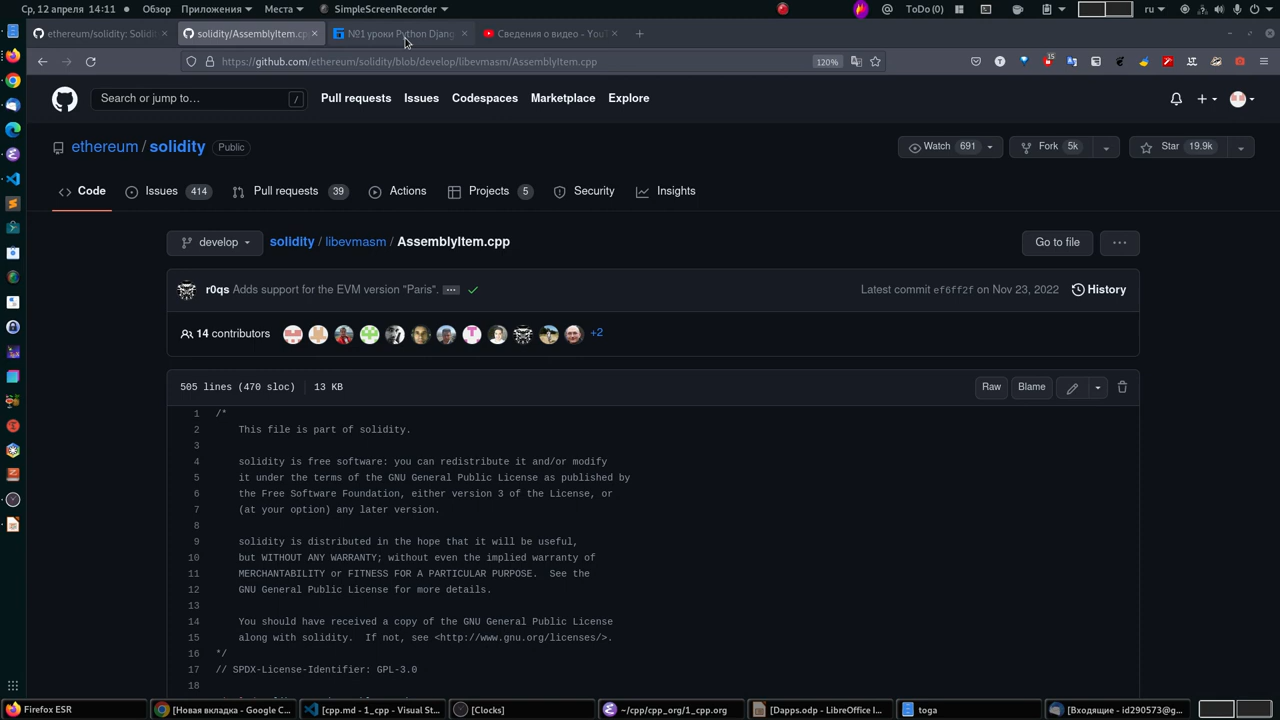 Ср, 12 апреля 14:11 Обзор Приложения Места SimpleScreenRecorder ToDo (0) ru
ethereum/solidity: Solidi solidity/AssemblyItem.cp №1 уроки Python Djang Сведения о видео - YouT
https://github.com/ethereum/solidity/blob/develop/libevmasm/AssemblyItem.cpp 120% 15
Search or jump to… / Pull requests Issues Codespaces Marketplace Explore
ethereum / solidity Public Watch 691 Fork 5k Star 19.9k
Code Issues 414 Pull requests 39 Actions Projects 5 Security Insights
develop solidity / libevmasm / AssemblyItem.cpp Go to file
r0qs Adds support for the EVM version "Paris". Latest commit ef6ff2f on Nov 23, 2022 History
14 contributors +2
505 lines (470 sloc) 13 KB Raw Blame
1 /*
2 This file is part of solidity.
3
4 solidity is free software: you can redistribute it and/or modify
5 it under the terms of the GNU General Public License as published by
6 the Free Software Foundation, either version 3 of the License, or
7 (at your option) any later version.
8
9 solidity is distributed in the hope that it will be useful,
10 but WITHOUT ANY WARRANTY; without even the implied warranty of
11 MERCHANTABILITY or FITNESS FOR A PARTICULAR PURPOSE. See the
12 GNU General Public License for more details.
13
14 You should have received a copy of the GNU General Public License
15 along with solidity. If not, see <http://www.gnu.org/licenses/>.
16 */
17 // SPDX-License-Identifier: GPL-3.0
18
Firefox ESR [Новая вкладка - Google C... [cpp.md - 1_cpp - Visual St... [Clocks] ~/cpp/cpp_org/1_cpp.org [Dapps.odp - LibreOffice I... toga [Входящие - id290573@g...